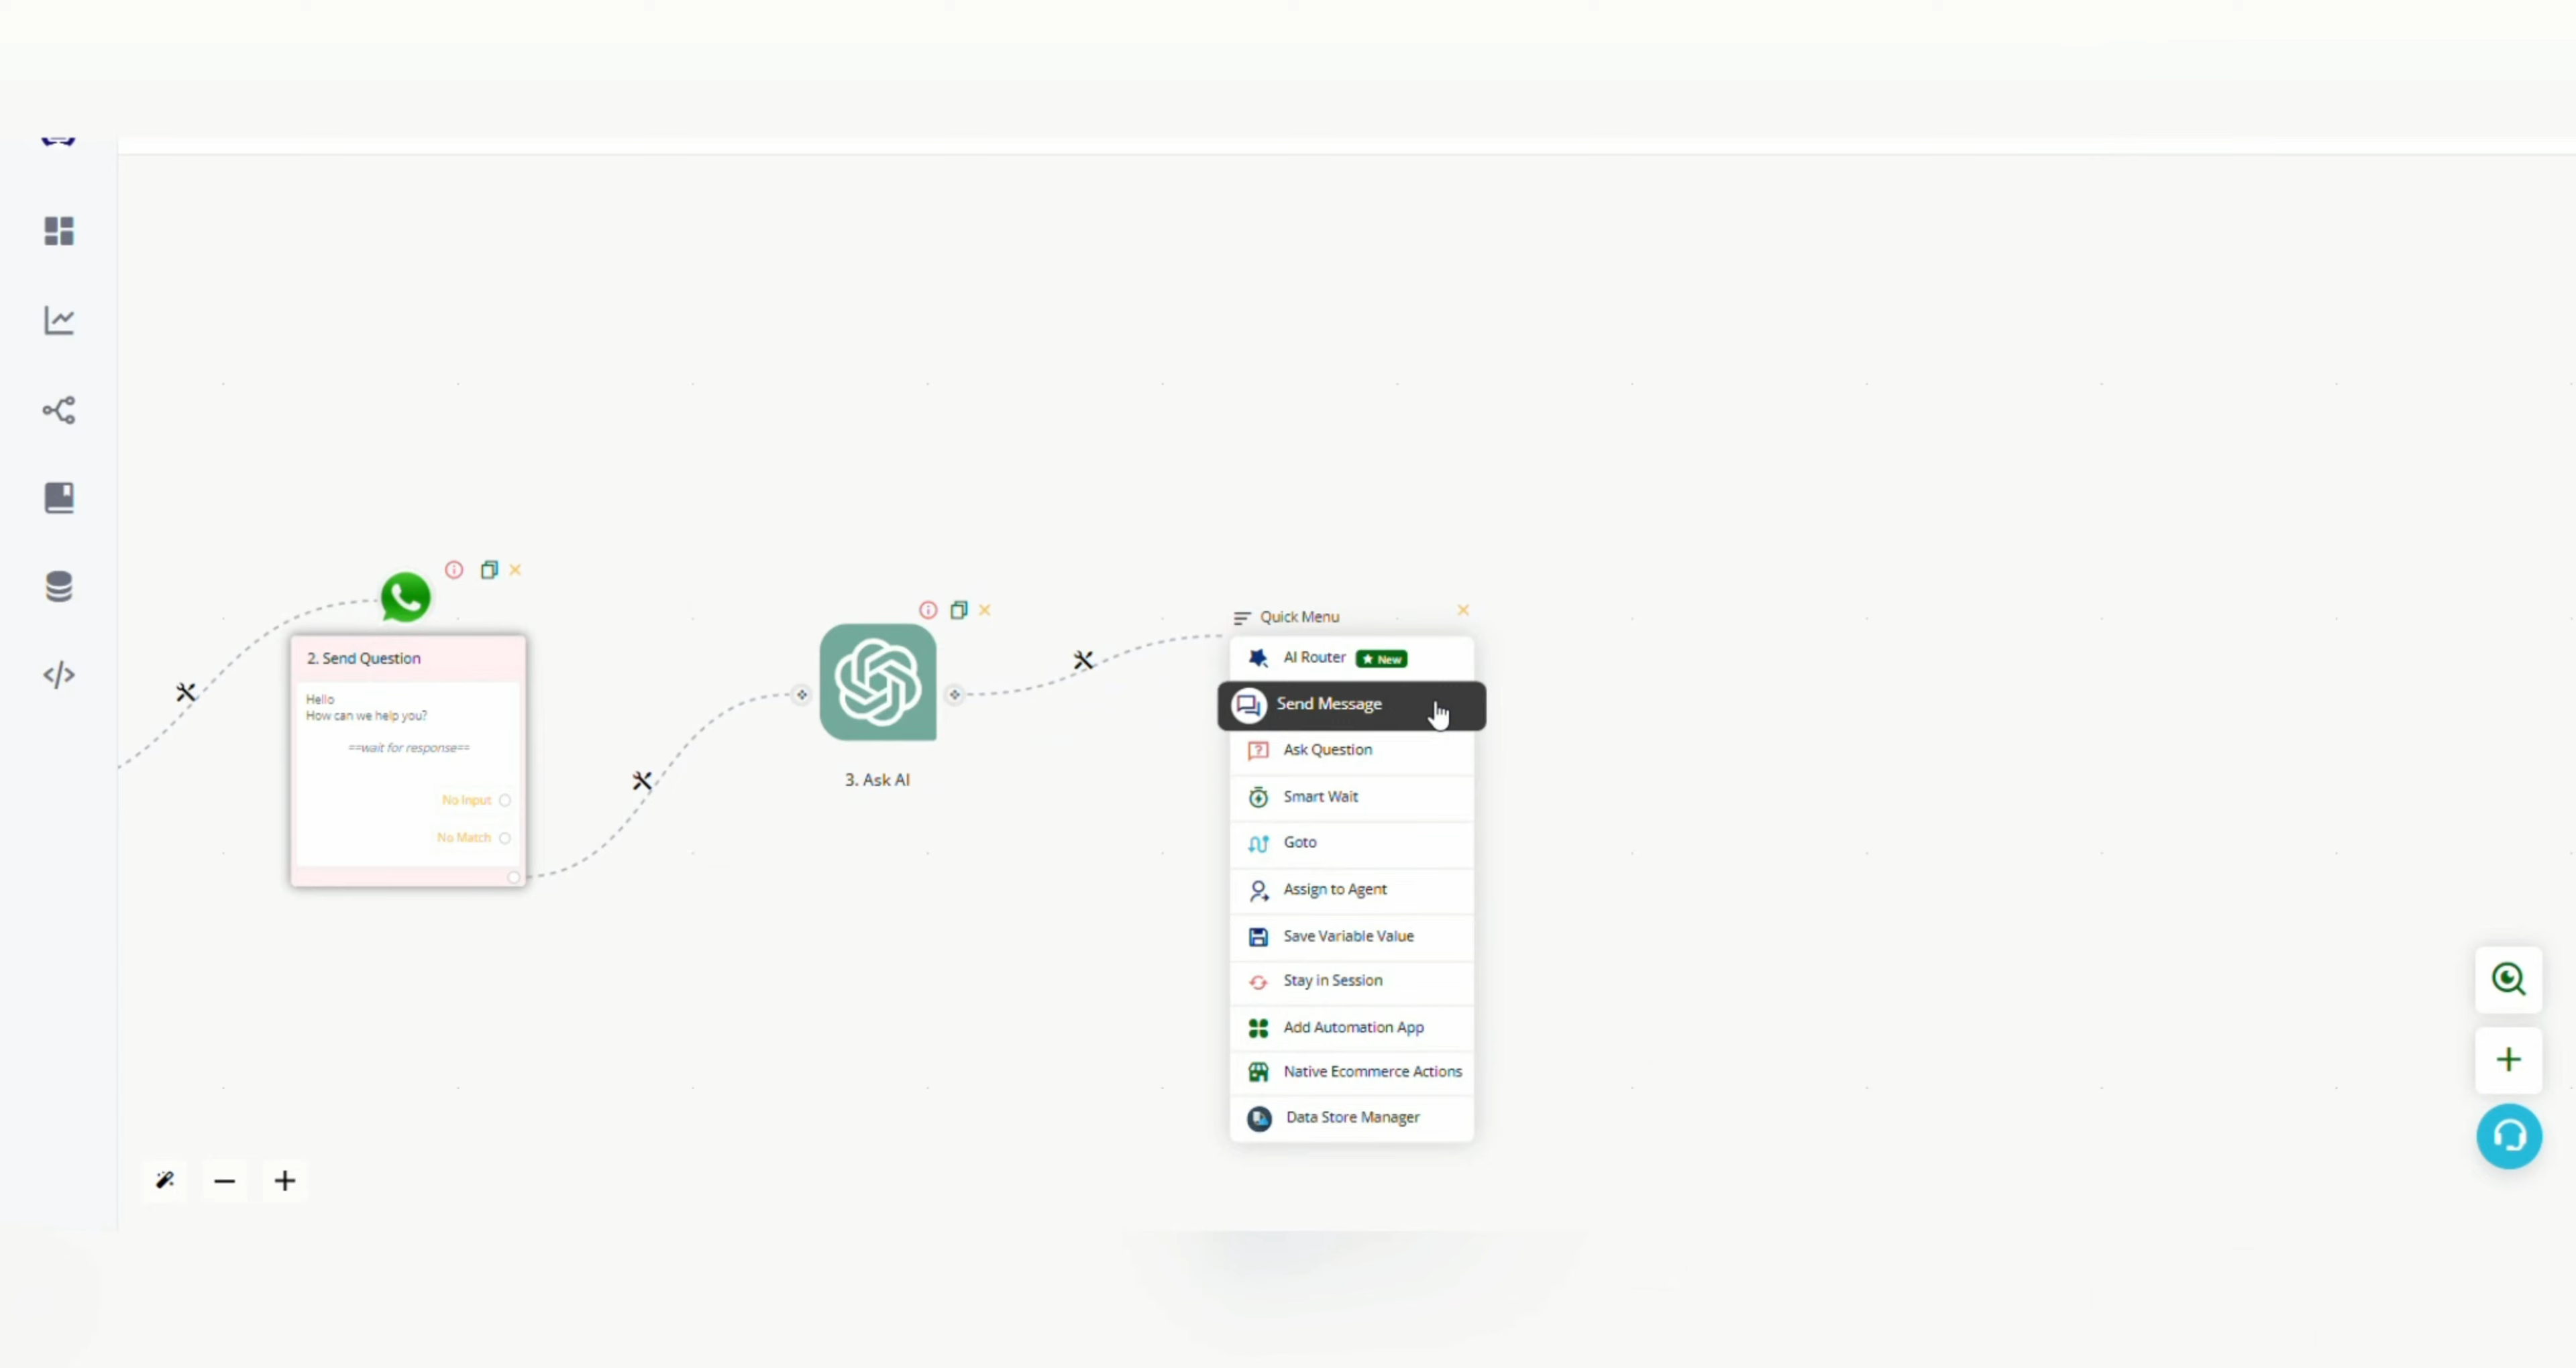 2. Send Question
Hello
How can we help you?
==wait for response==
No Input
No Match
3. Ask AI
Quick Menu
AI Router New
Send Message
Ask Question
Smart Wait
Goto
Assign to Agent
Save Variable Value
Stay in Session
Add Automation App
Native Ecommerce Actions
Data Store Manager